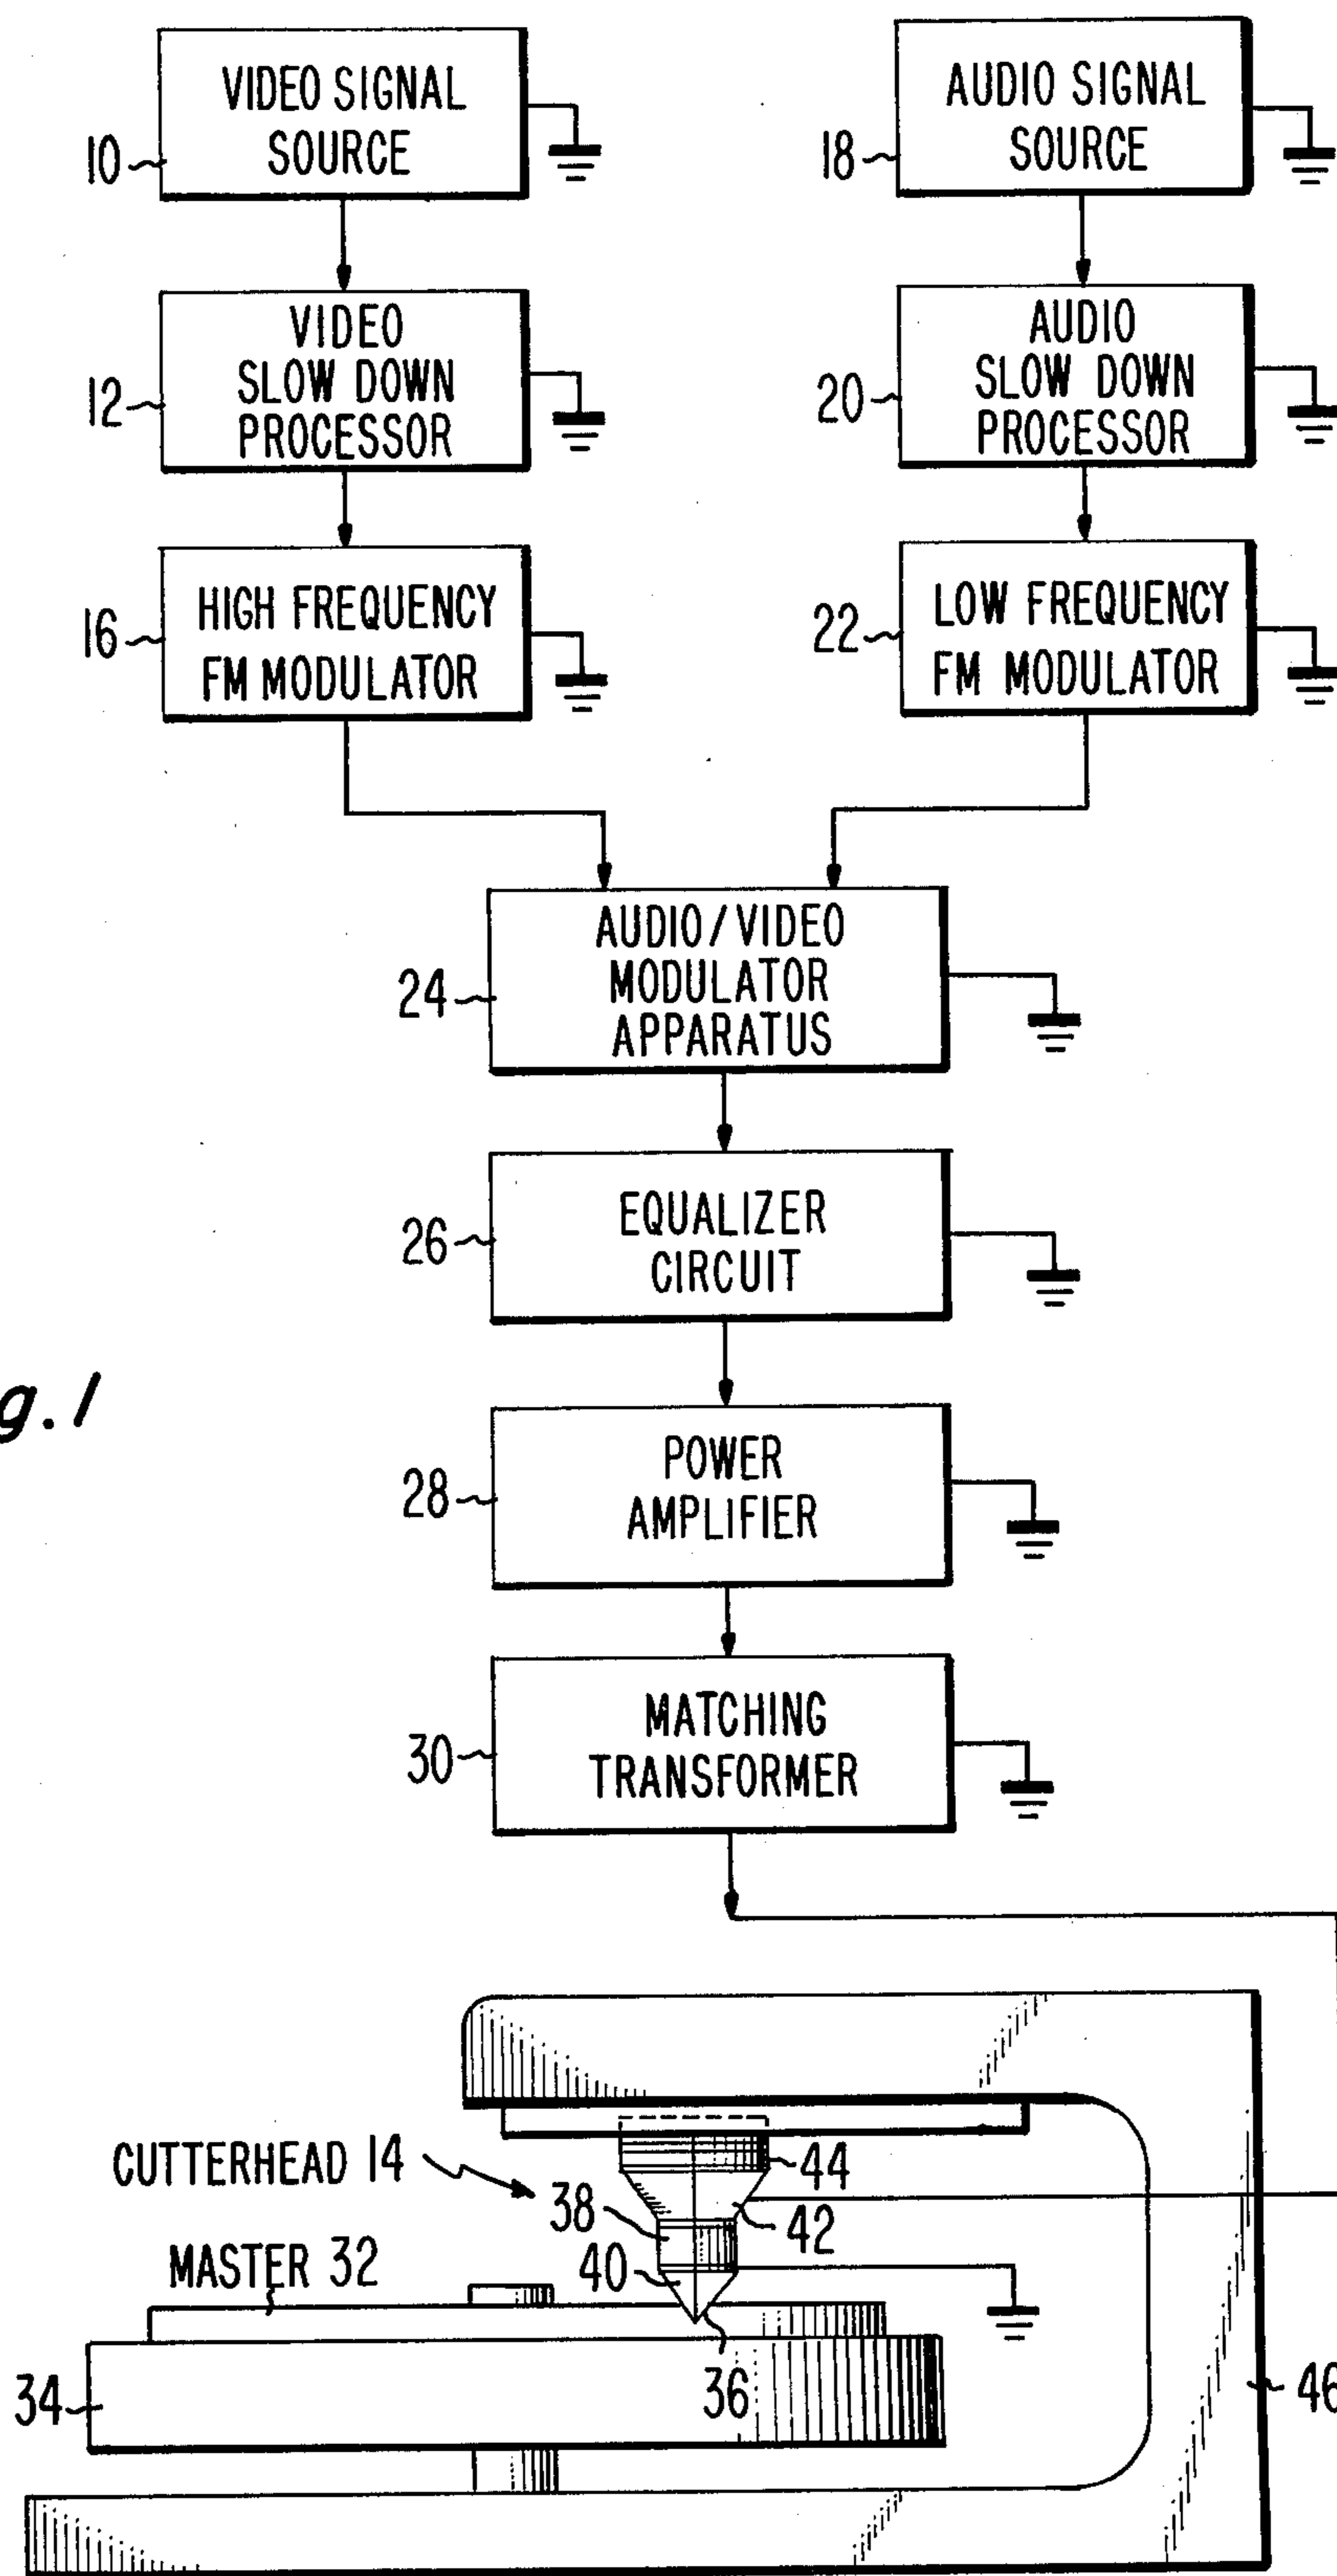 VIDEO SIGNAL
SOURCE
10
AUDIO SIGNAL
SOURCE
18
VIDEO
SLOW DOWN
PROCESSOR
12
AUDIO
SLOW DOWN
PROCESSOR
20
HIGH FREQUENCY
FM MODULATOR
16
LOW FREQUENCY
FM MODULATOR
22
AUDIO/VIDEO
MODULATOR
APPARATUS
24
EQUALIZER
CIRCUIT
26
g.1
POWER
AMPLIFIER
28
MATCHING
TRANSFORMER
30
CUTTERHEAD 14
44
38
42
MASTER 32
40
34
36
46